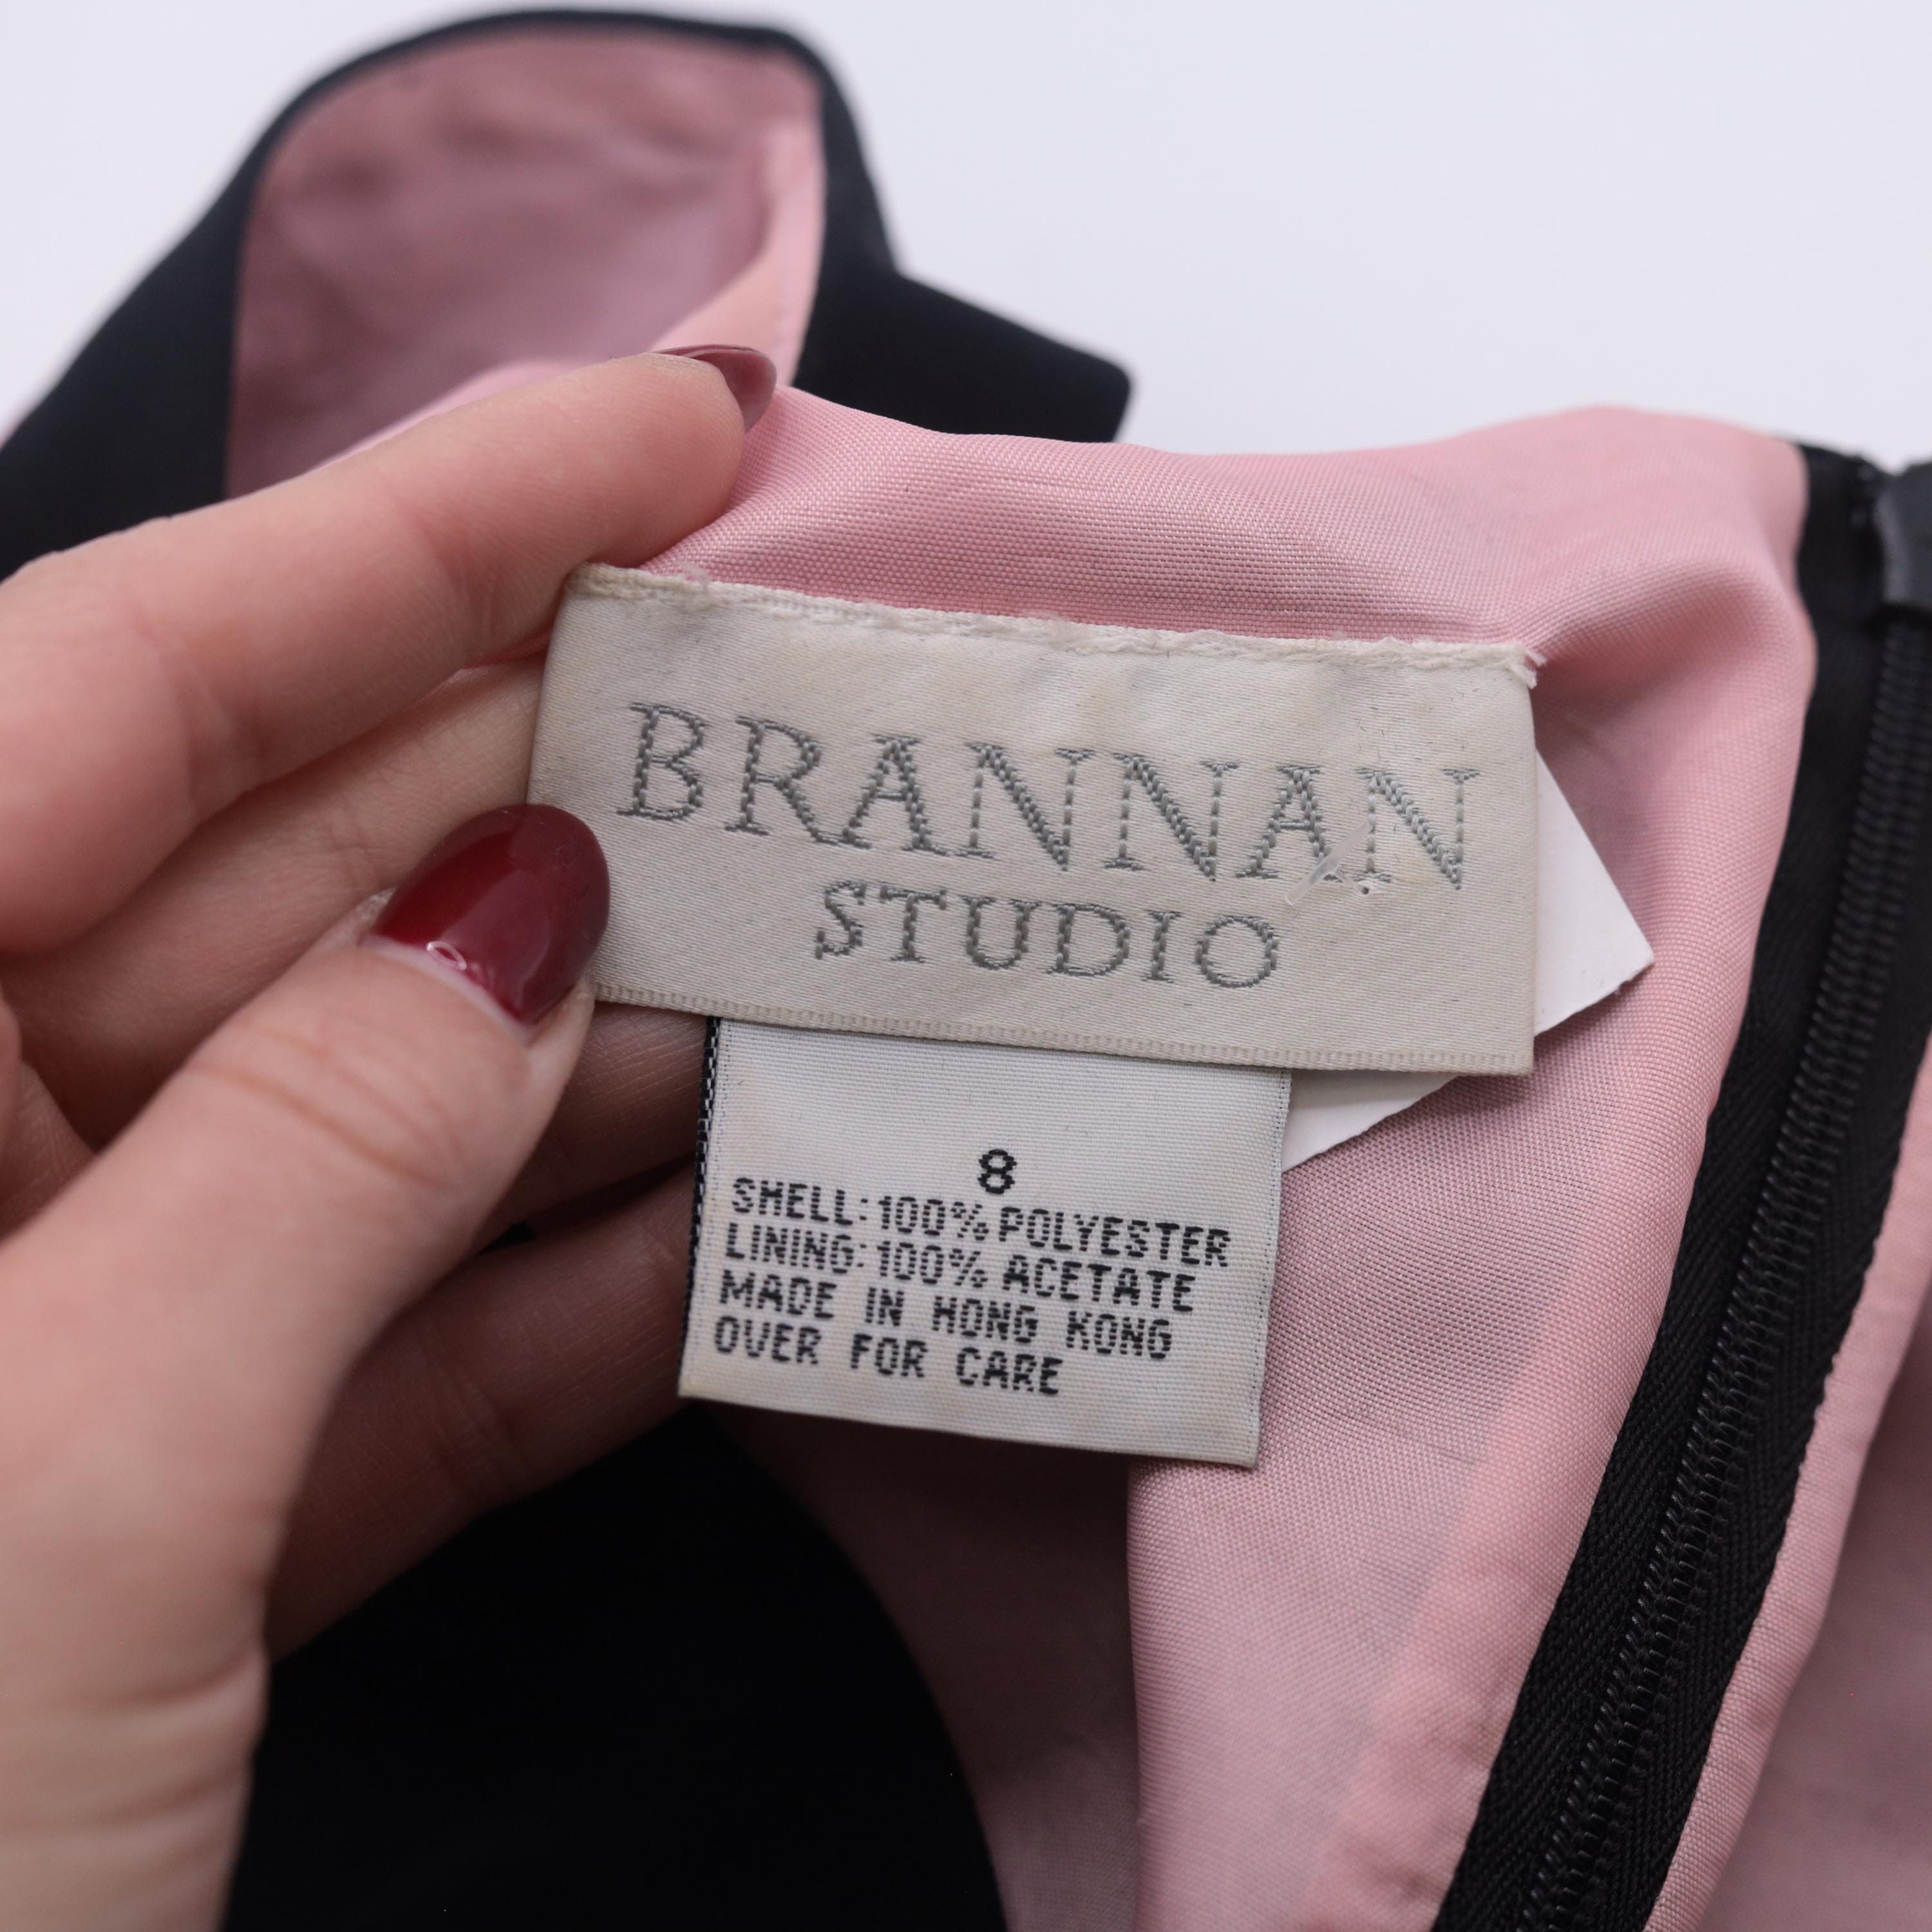 BRANNAN
STUDIO
8
SHELL: 100% POLYESTER
LINING: 100% ACETATE
MADE IN HONG KONG
OVER FOR CARE